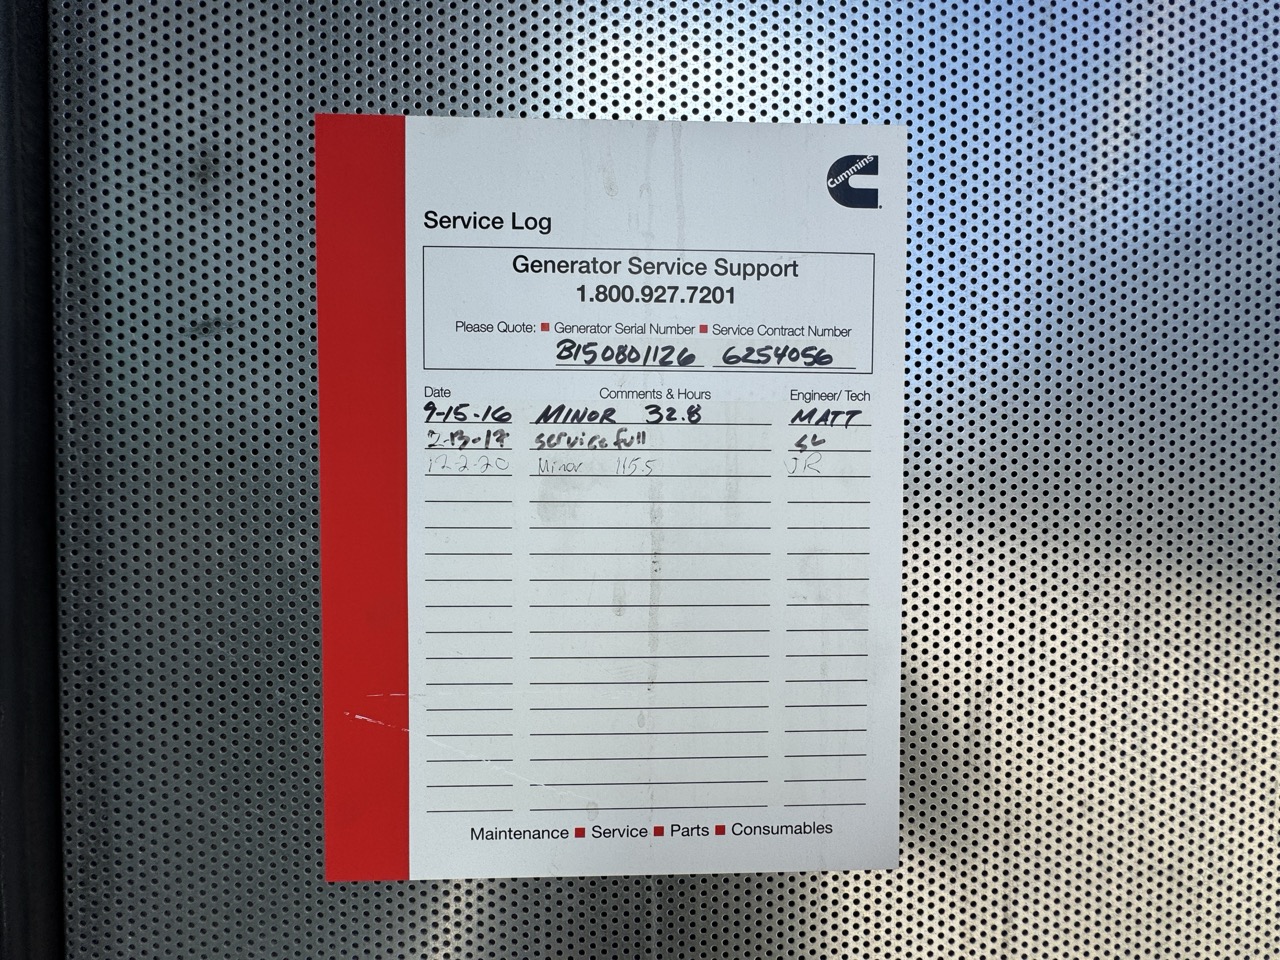 Cummins
Service Log
Generator Service Support
1.800.927.7201
Please Quote: ■ Generator Serial Number ■ Service Contract Number
B150801126 6254056
Date Comments & Hours Engineer/ Tech
9-15-16 MINOR 32.8 MATT
service full
12-2-20 Minor 115.5 JR
Maintenance ■ Service ■ Parts ■ Consumables